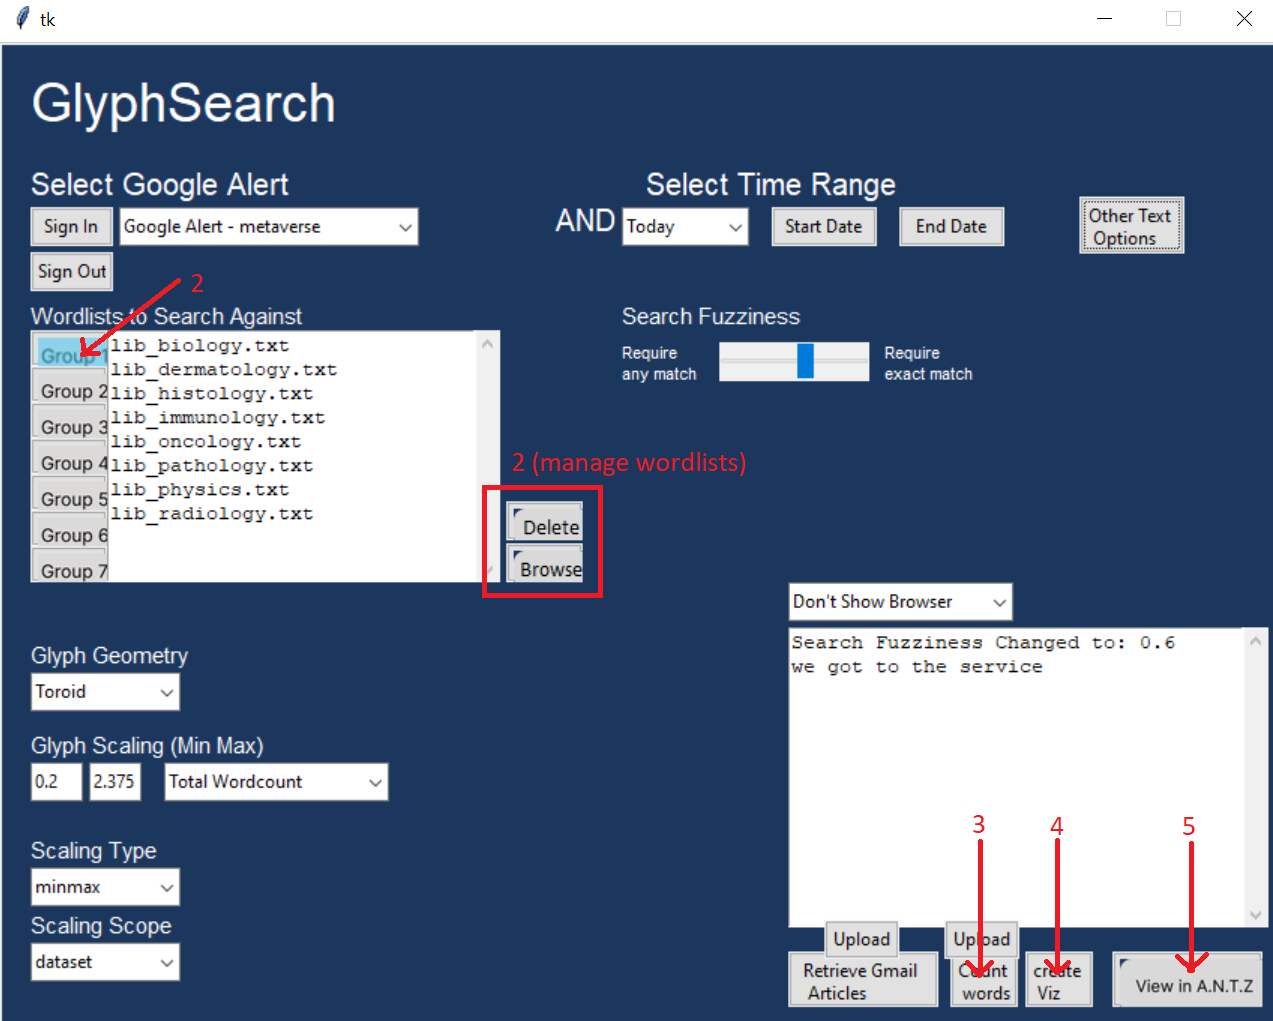 tk
GlyphSearch
Select Google Alert
Select Time Range
Sign In
Google Alert - metaverse
AND
Today
Start Date
End Date
Other Text
Options
Sign Out
2
Wordlists to Search Against
Search Fuzziness
Group 1
Group 2
Group 3
Group 4
Group 5
Group 6
Group 7
lib_biology.txt
lib_dermatology.txt
lib_histology.txt
lib_immunology.txt
lib_oncology.txt
lib_pathology.txt
lib_physics.txt
lib_radiology.txt
Require
any match
Require
exact match
2 (manage wordlists)
Delete
Browse
Don't Show Browser
Search Fuzziness Changed to: 0.6
we got to the service
Glyph Geometry
Toroid
Glyph Scaling (Min Max)
0.2
2.375
Total Wordcount
Scaling Type
minmax
Scaling Scope
dataset
3
4
5
Upload
Upload
Retrieve Gmail
Articles
Count
words
create
Viz
View in A.N.T.Z